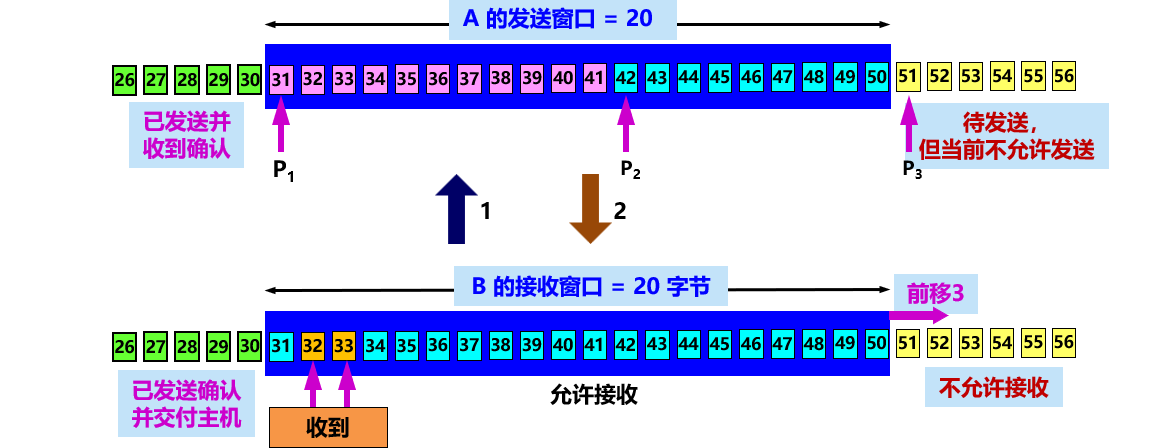 A 的发送窗口 = 20
26 27 28 29 30 31 32 33 34 35 36 37 38 39 40 41 42 43 44 45 46 47 48 49 50 51 52 53 54 55 56
已发送并
收到确认
待发送，
但当前不允许发送
P1
P2
P3
1
2
B 的接收窗口 = 20 字节
前移3
26 27 28 29 30 31 32 33 34 35 36 37 38 39 40 41 42 43 44 45 46 47 48 49 50 51 52 53 54 55 56
已发送确认
并交付主机
允许接收
不允许接收
收到